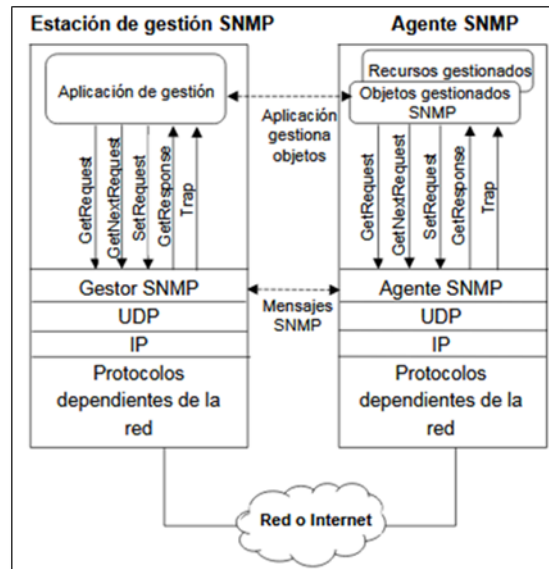 Estación de gestión SNMP
Agente SNMP
Aplicación de gestión
Recursos gestionados
Objetos gestionados
SNMP
Aplicación
gestiona
objetos
GetRequest
GetNextRequest
SetRequest
GetResponse
Trap
GetRequest
GetNextRequest
SetRequest
GetResponse
Trap
Gestor SNMP
Mensajes
SNMP
Agente SNMP
UDP
UDP
IP
IP
Protocolos
dependientes de la
red
Protocolos
dependientes de la
red
Red o Internet